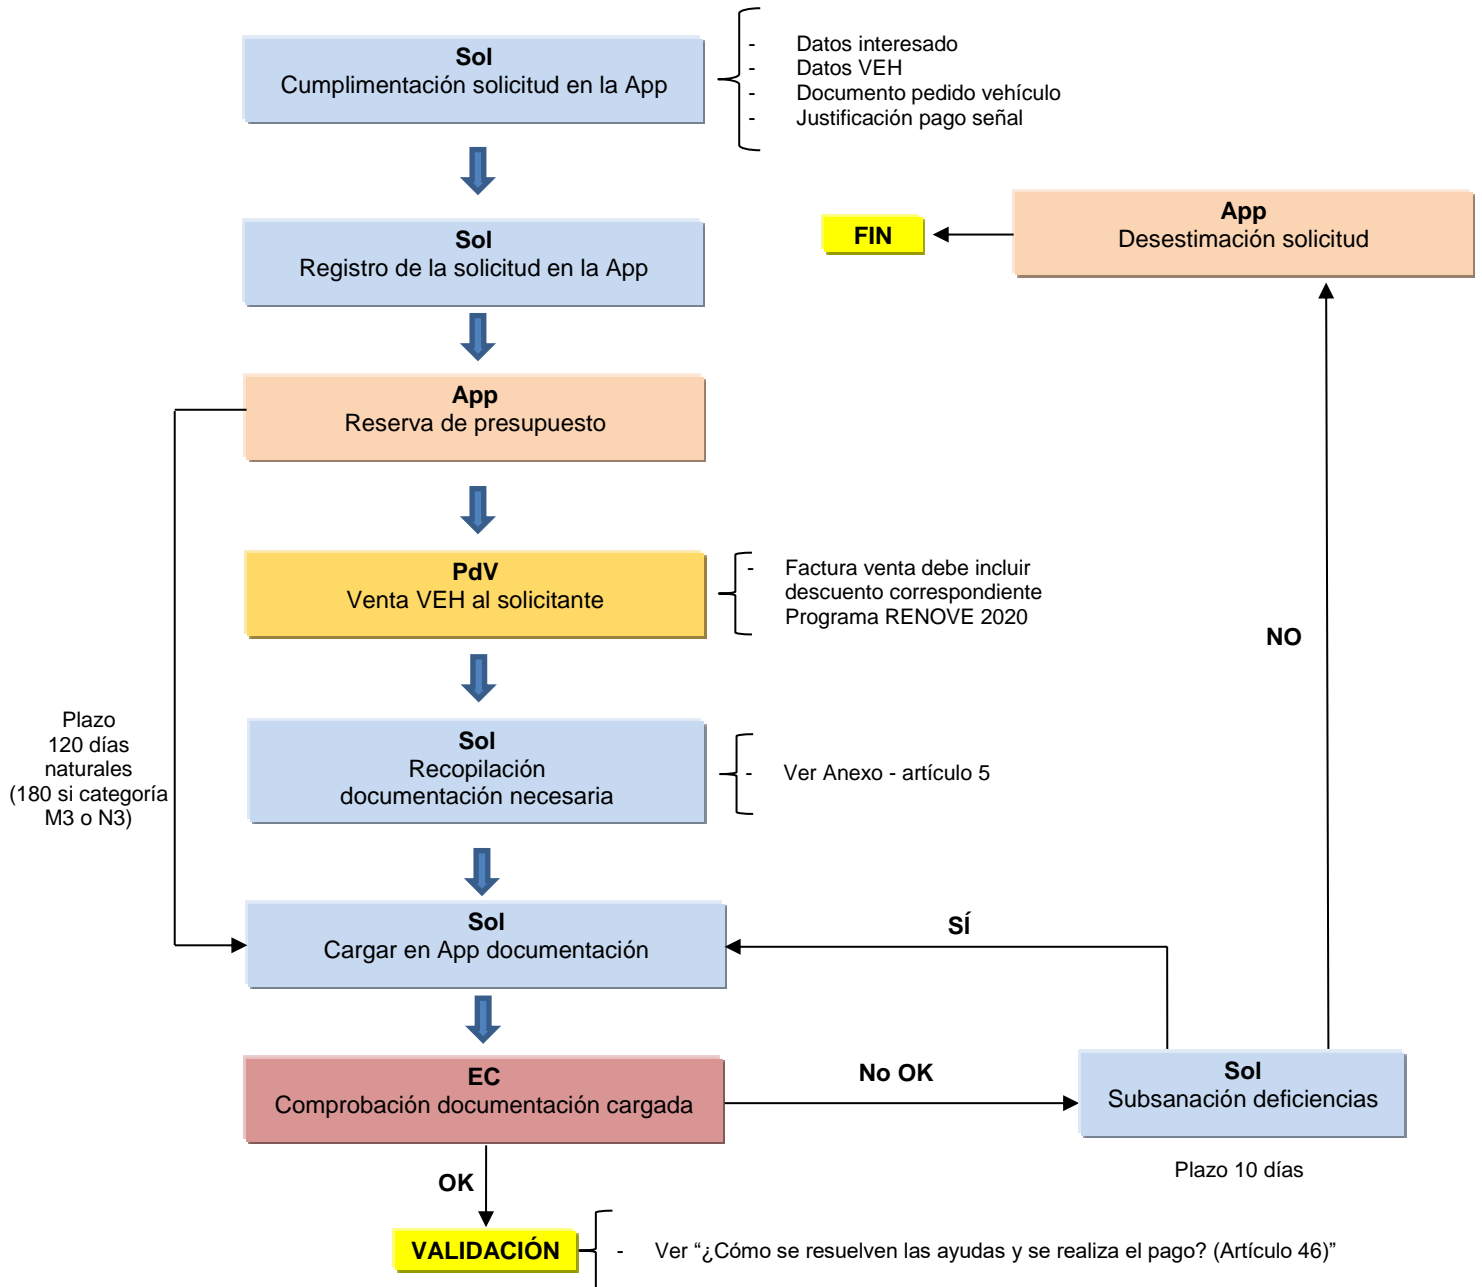 Sol
Cumplimentación solicitud en la App
- Datos interesado
- Datos VEH
- Documento pedido vehículo
- Justificación pago señal
Sol
Registro de la solicitud en la App
FIN
App
Desestimación solicitud
App
Reserva de presupuesto
PdV
Venta VEH al solicitante
- Factura venta debe incluir
descuento correspondiente
Programa RENOVE 2020
NO
Plazo
120 días
naturales
(180 si categoría
M3 o N3)
Sol
Recopilación
documentación necesaria
- Ver Anexo - artículo 5
Sol
Cargar en App documentación
SÍ
EC
Comprobación documentación cargada
No OK
Sol
Subsanación deficiencias
Plazo 10 días
OK
VALIDACIÓN
- Ver “¿Cómo se resuelven las ayudas y se realiza el pago? (Artículo 46)”